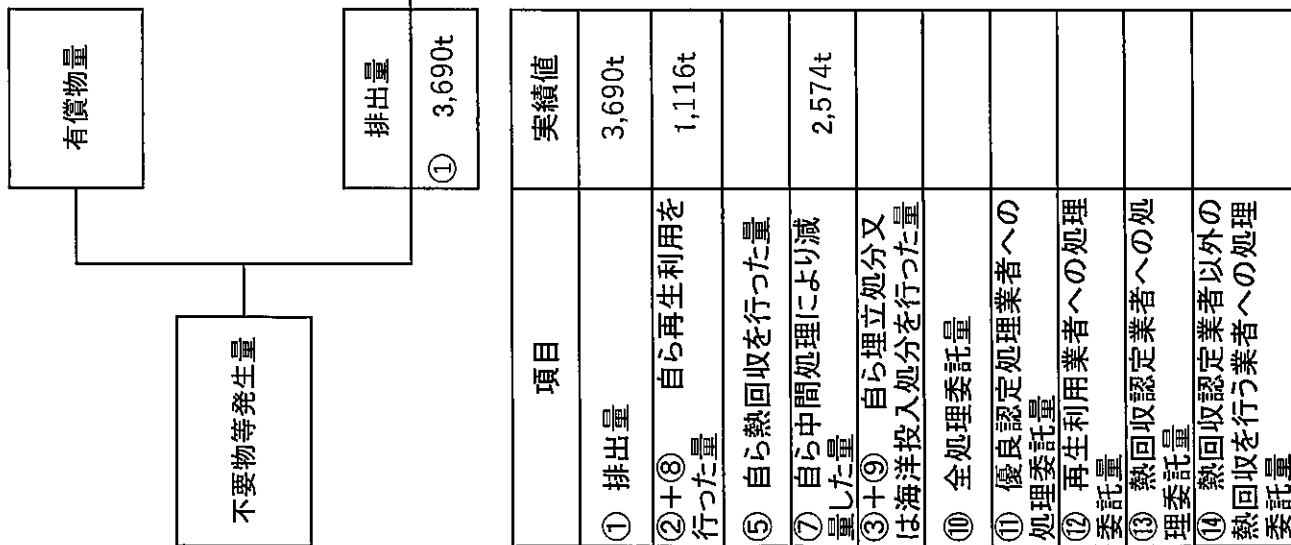 有償物量
不要物等発生量
排出量
① 3,690t
項目
実績値
① 排出量
3,690t
②+⑧ 自ら再生利用を
行った量
1,116t
⑤ 自ら熱回収を行った量
⑦ 自ら中間処理により減
量した量
2,574t
③+⑨ 自ら埋立処分又
は海洋投入処分を行った量
⑩ 全処理委託量
⑪ 優良認定処理業者への
処理委託量
⑫ 再生利用業者への処理
委託量
⑬ 熱回収認定業者への処
理委託量
⑭ 熱回収認定業者以外の
熱回収を行う業者への処理
委託量